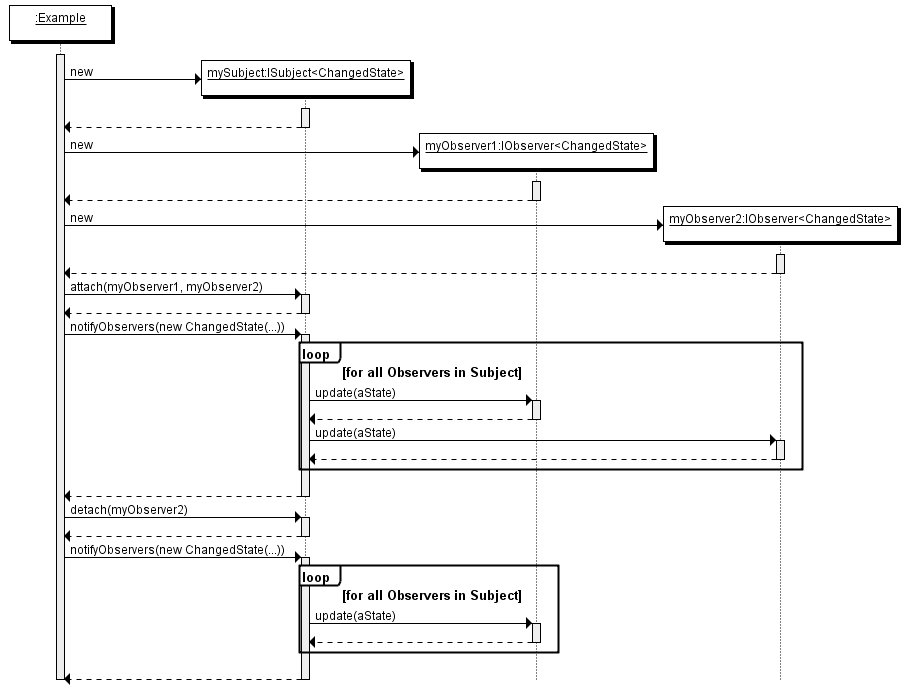 :Example
new
mySubject:ISubject<ChangedState>
new
myObserver1:IObserver<ChangedState>
new
myObserver2:IObserver<ChangedState>
attach(myObserver1, myObserver2)
notifyObservers(new ChangedState(...))
loop
[for all Observers in Subject]
update(aState)
update(aState)
detach(myObserver2)
notifyObservers(new ChangedState(...))
loop
[for all Observers in Subject]
update(aState)